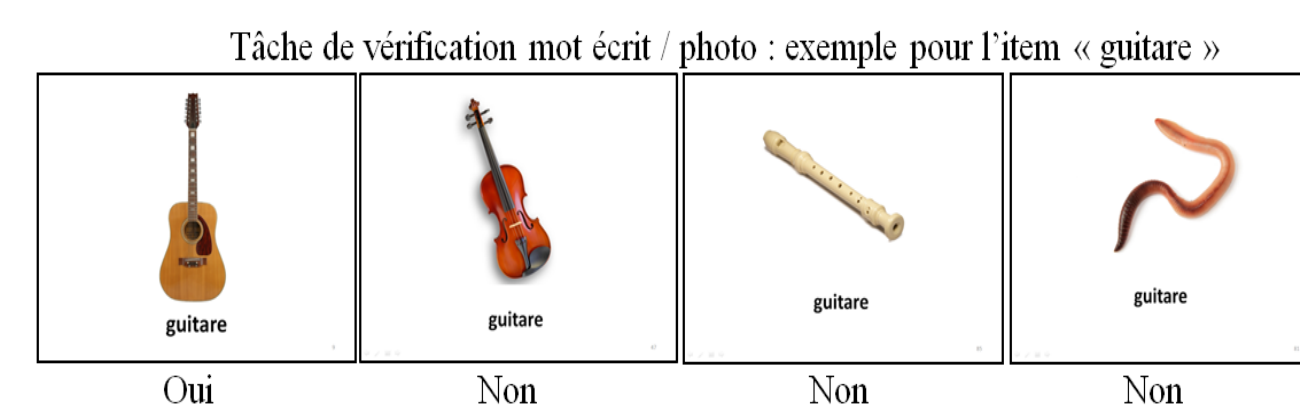 Tâche de vérification mot écrit / photo : exemple pour l'item « guitare »
guitare
guitare
guitare
guitare
Oui
Non
Non
Non